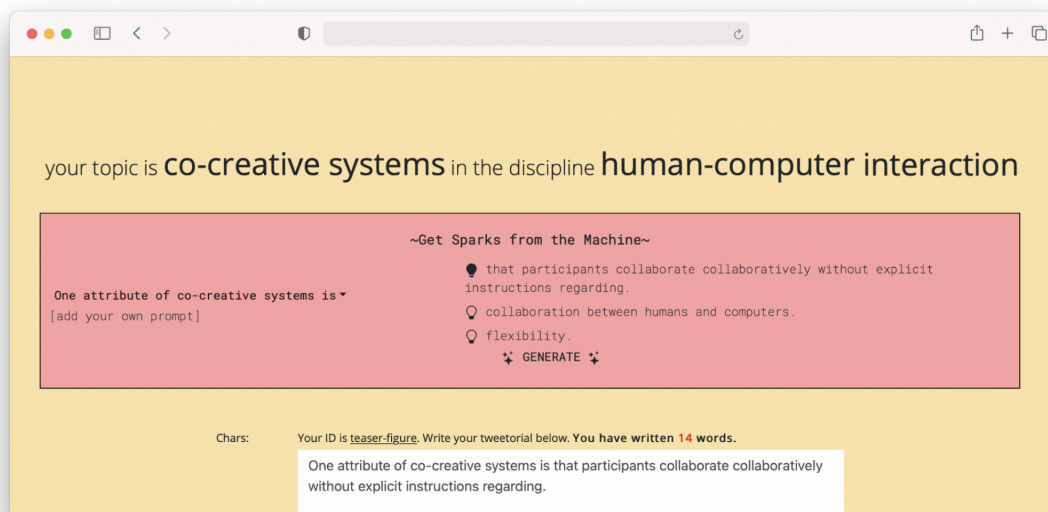 your topic is co-creative systems in the discipline human-computer interaction
~Get Sparks from the Machine~
One attribute of co-creative systems is
[add your own prompt]
that participants collaborate collaboratively without explicit
instructions regarding.
collaboration between humans and computers.
flexibility.
GENERATE
Chars:
Your ID is teaser-figure. Write your tweetorial below. You have written 14 words.
One attribute of co-creative systems is that participants collaborate collaboratively
without explicit instructions regarding.